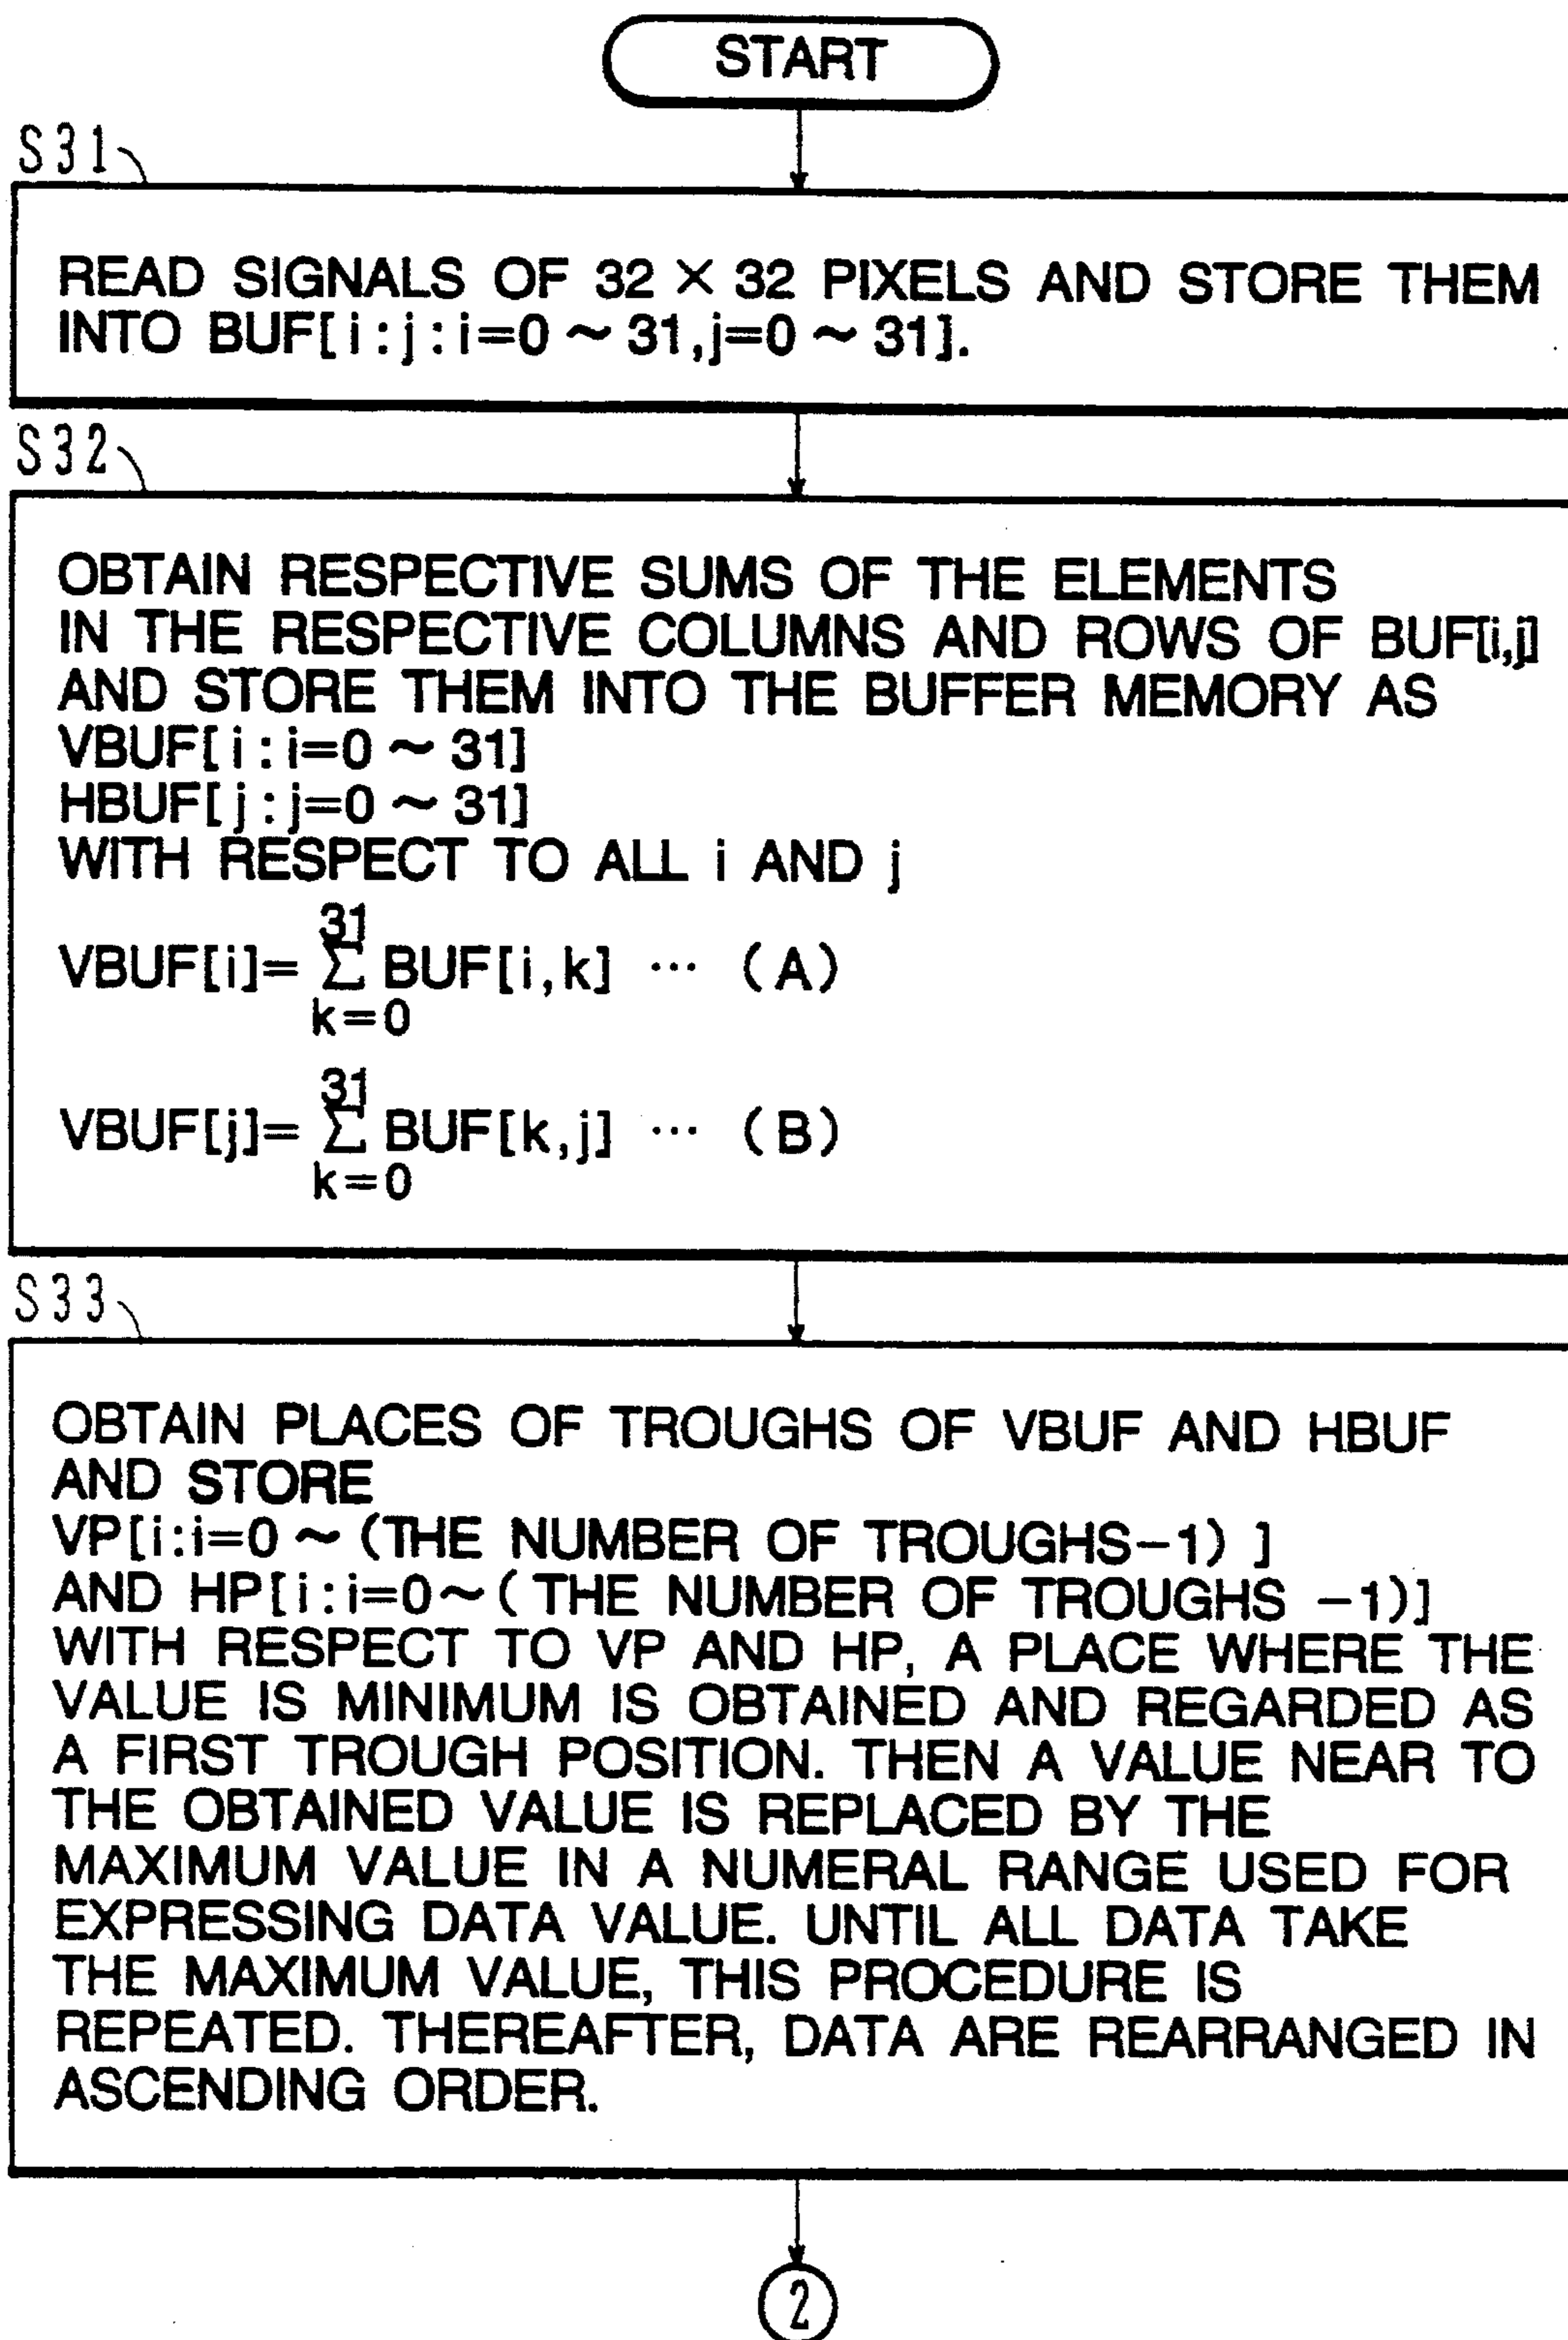 START
S31
READ SIGNALS OF 32 × 32 PIXELS AND STORE THEM
INTO BUF[i:j:i=0 ~ 31,j=0 ~ 31].
S32
OBTAIN RESPECTIVE SUMS OF THE ELEMENTS
IN THE RESPECTIVE COLUMNS AND ROWS OF BUF[i,j]
AND STORE THEM INTO THE BUFFER MEMORY AS
VBUF[i:i=0 ~ 31]
HBUF[j:j=0 ~ 31]
WITH RESPECT TO ALL i AND j
31
VBUF[i]= Σ BUF[i,k] ··· (A)
k=0
31
VBUF[j]= Σ BUF[k,j] ··· (B)
k=0
S33
OBTAIN PLACES OF TROUGHS OF VBUF AND HBUF
AND STORE
VP[i:i=0 ~ (THE NUMBER OF TROUGHS-1) ]
AND HP[i:i=0~( THE NUMBER OF TROUGHS -1)]
WITH RESPECT TO VP AND HP, A PLACE WHERE THE
VALUE IS MINIMUM IS OBTAINED AND REGARDED AS
A FIRST TROUGH POSITION. THEN A VALUE NEAR TO
THE OBTAINED VALUE IS REPLACED BY THE
MAXIMUM VALUE IN A NUMERAL RANGE USED FOR
EXPRESSING DATA VALUE. UNTIL ALL DATA TAKE
THE MAXIMUM VALUE, THIS PROCEDURE IS
REPEATED. THEREAFTER, DATA ARE REARRANGED IN
ASCENDING ORDER.
2